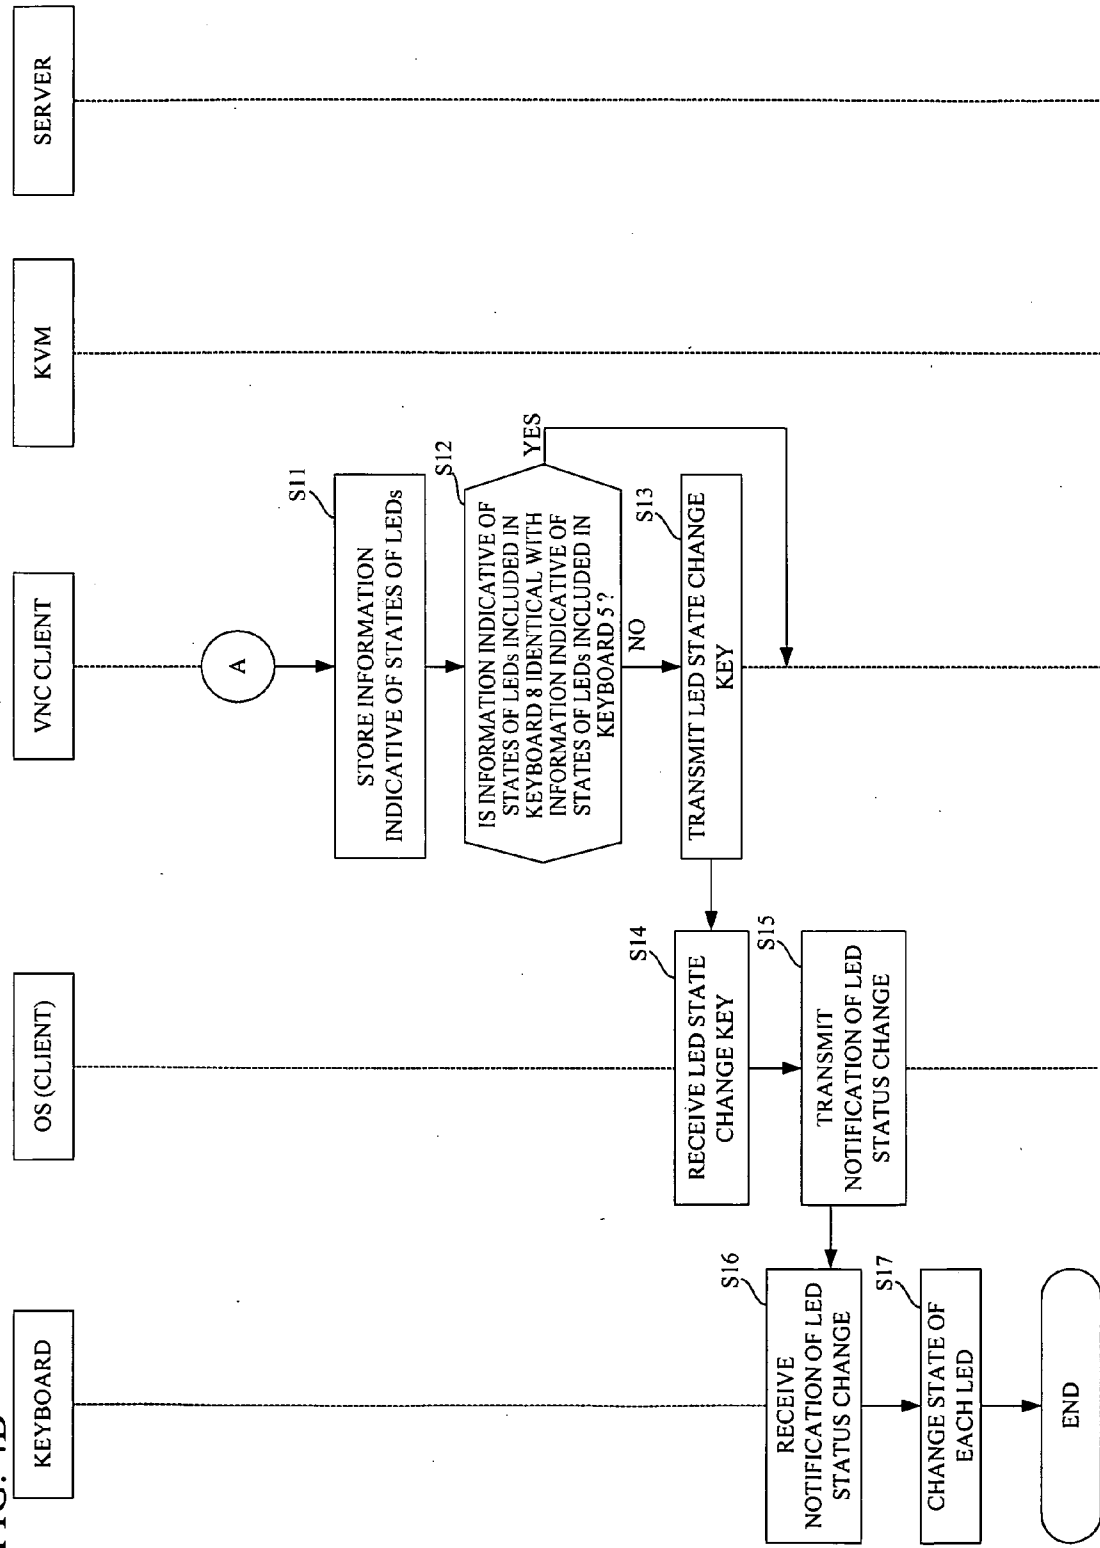 FIG. 4B
KEYBOARD
OS (CLIENT)
VNC CLIENT
KVM
SERVER
A
S11
STORE INFORMATION
INDICATIVE OF STATES OF LEDs
S12
IS INFORMATION INDICATIVE OF
STATES OF LEDs INCLUDED IN
KEYBOARD 8 IDENTICAL WITH
INFORMATION INDICATIVE OF
STATES OF LEDs INCLUDED IN
KEYBOARD 5 ?
YES
NO
S13
TRANSMIT LED STATE CHANGE
KEY
S14
RECEIVE LED STATE
CHANGE KEY
S15
TRANSMIT
NOTIFICATION OF LED
STATUS CHANGE
S16
RECEIVE
NOTIFICATION OF LED
STATUS CHANGE
S17
CHANGE STATE OF
EACH LED
END